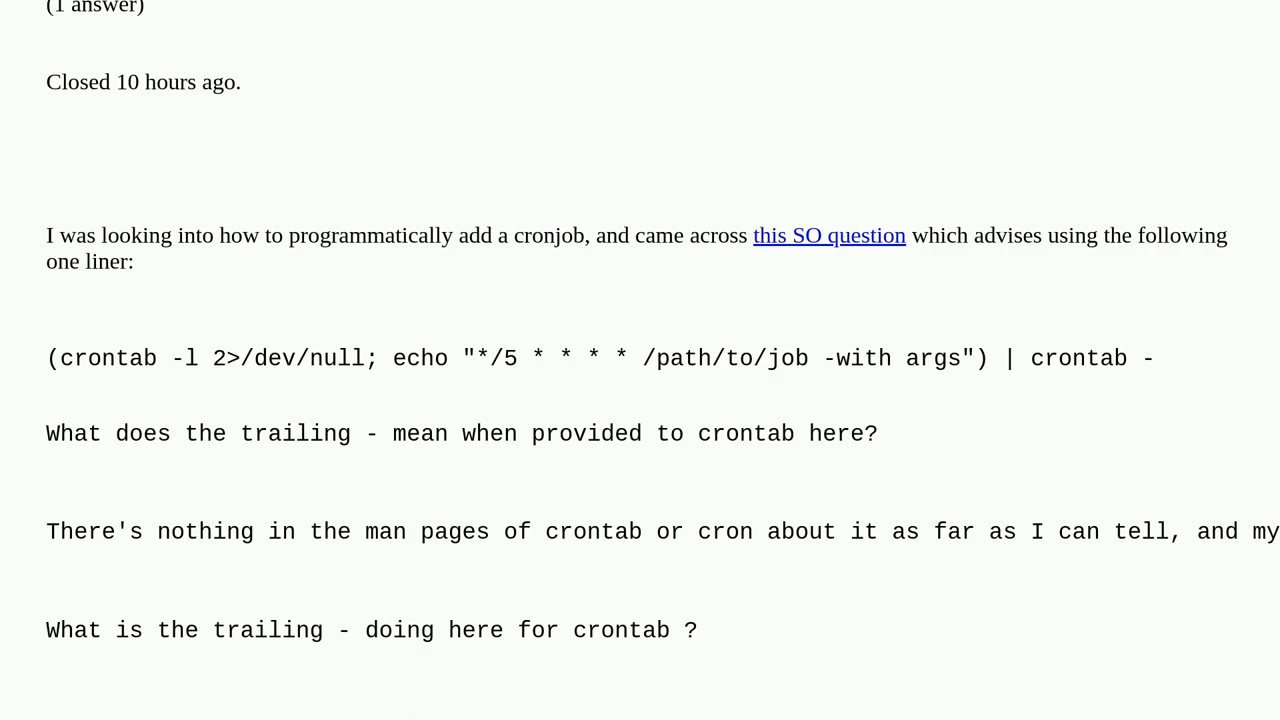 (1 answer)
Closed 10 hours ago.
I was looking into how to programmatically add a cronjob, and came across this SO question which advises using the following
one liner:
(crontab -l 2>/dev/null; echo "*/5 * * * * /path/to/job -with args") | crontab -
What does the trailing - mean when provided to crontab here?
There's nothing in the man pages of crontab or cron about it as far as I can tell, and my
What is the trailing - doing here for crontab ?